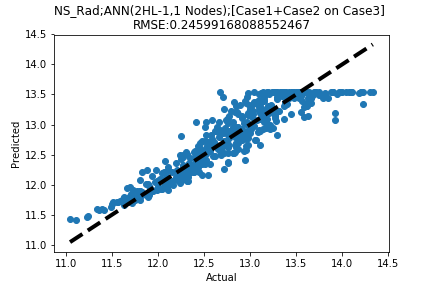 NS_Rad;ANN(2HL-1,1 Nodes);[Case1+Case2 on Case3]
RMSE:0.24599168088552467
14.5
14.0
13.5
13.0
12.5
12.0
11.5
11.0
Predicted
11.0 11.5 12.0 12.5 13.0 13.5 14.0 14.5
Actual